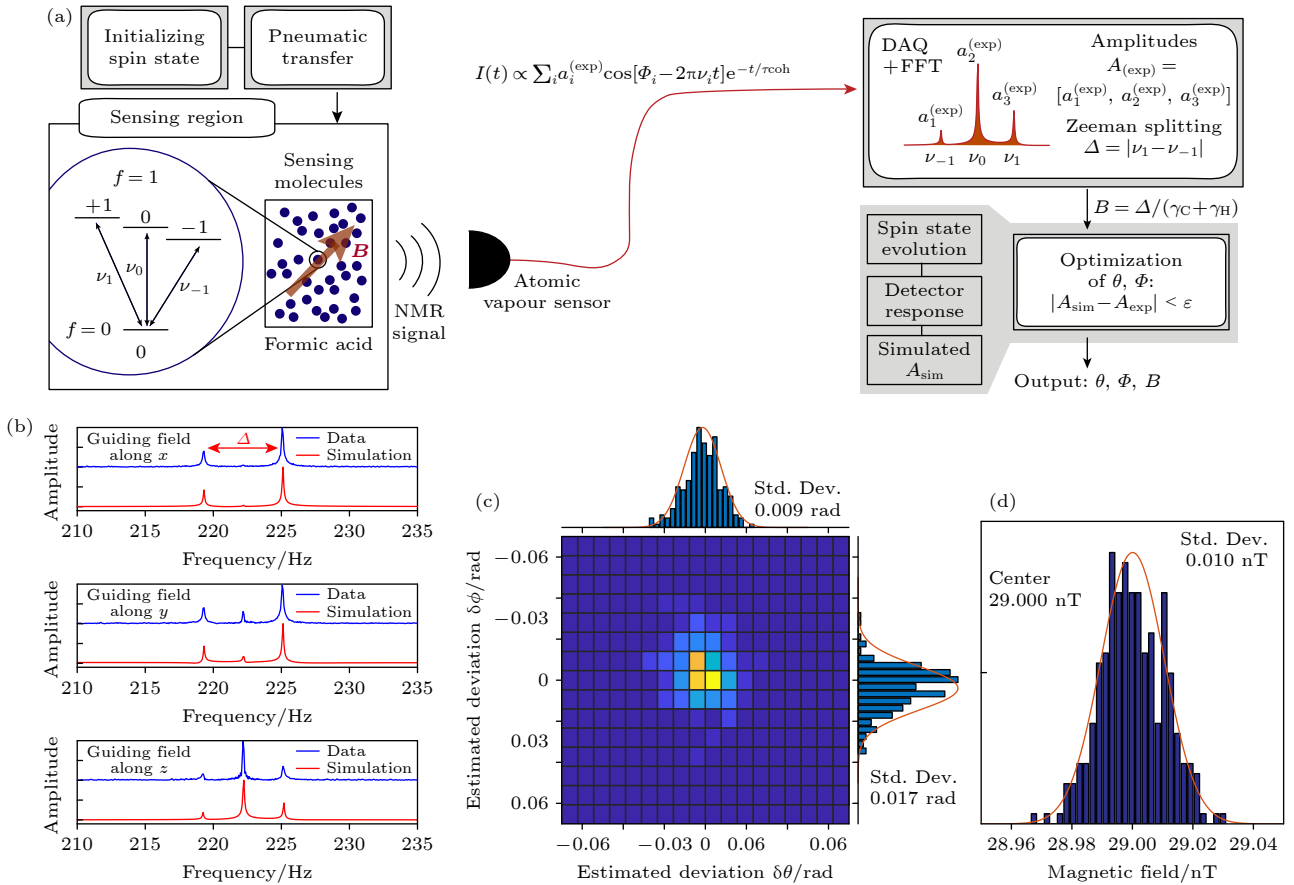 (a)
Initializing
spin state
Pneumatic
transfer
Sensing region
f=1
+1
0
−1
ν₁
ν₀
ν₋₁
f=0
0
Sensing
molecules
B
Formic acid
NMR
signal
Atomic
vapour sensor
I(t) ∝ ∑ᵢaᵢ^(exp)cos[Φᵢ−2πνᵢt]e^−t/τcoh
DAQ
+FFT
a₁^(exp)
a₂^(exp)
a₃^(exp)
ν₋₁ ν₀ ν₁
Amplitudes
A_(exp) =
[a₁^(exp), a₂^(exp), a₃^(exp)]
Zeeman splitting
Δ=|ν₁−ν₋₁|
B=Δ/(γ_C+γ_H)
Spin state
evolution
Detector
response
Simulated
A_sim
Optimization
of θ, Φ:
|A_sim−A_exp| < ε
Output: θ, Φ, B
(b)
Amplitude
Guiding field
along x
Δ
Data
Simulation
210 215 220 225 230 235
Frequency/Hz
Amplitude
Guiding field
along y
Data
Simulation
210 215 220 225 230 235
Frequency/Hz
Amplitude
Guiding field
along z
Data
Simulation
210 215 220 225 230 235
Frequency/Hz
(c)
Std. Dev.
0.009 rad
Estimated deviation δϕ/rad
−0.06
−0.03
0
0.03
0.06
−0.06 −0.03 0 0.06
Estimated deviation δθ/rad
Std. Dev.
0.017 rad
(d)
Std. Dev.
0.010 nT
Center
29.000 nT
28.96 28.98 29.00 29.02 29.04
Magnetic field/nT